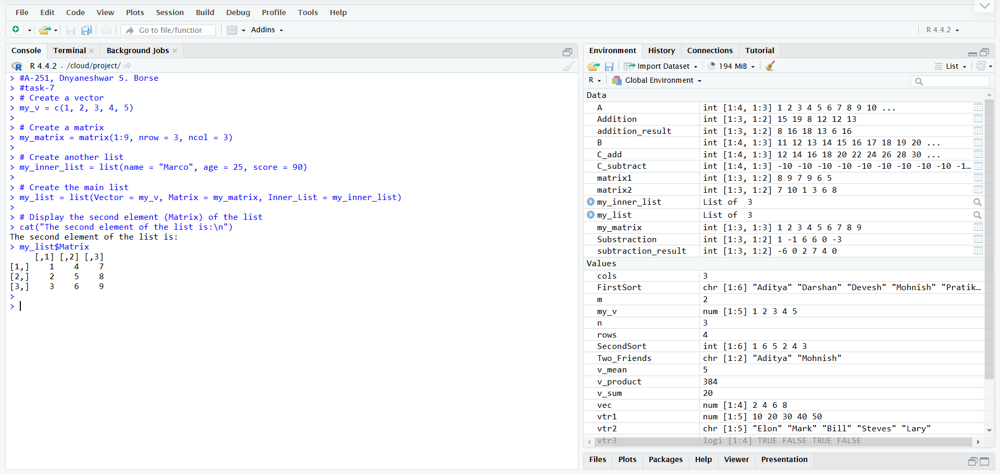 File Edit Code View Plots Session Build Debug Profile Tools Help
Go to file/function Addins R 4.4.2
Console Terminal Background Jobs
R 4.4.2 . /cloud/project/
> #A-251, Dnyaneshwar S. Borse
> #task-7
> # Create a vector
> my_v = c(1, 2, 3, 4, 5)
>
> # Create a matrix
> my_matrix = matrix(1:9, nrow = 3, ncol = 3)
>
> # Create another list
> my_inner_list = list(name = "Marco", age = 25, score = 90)
>
> # Create the main list
> my_list = list(Vector = my_v, Matrix = my_matrix, Inner_List = my_inner_list)
>
> # Display the second element (Matrix) of the list
> cat("The second element of the list is:\n")
The second element of the list is:
> my_list$Matrix
     [,1] [,2] [,3]
[1,]    1    4    7
[2,]    2    5    8
[3,]    3    6    9
>
>
Environment History Connections Tutorial
Import Dataset 194 MiB List
R Global Environment
Data
A int [1:4, 1:3] 1 2 3 4 5 6 7 8 9 10 ...
Addition int [1:3, 1:2] 15 19 8 12 12 13
addition_result int [1:3, 1:2] 8 16 18 13 6 16
B int [1:4, 1:3] 11 12 13 14 15 16 17 18 19 20 ...
C_add int [1:4, 1:3] 12 14 16 18 20 22 24 26 28 30 ...
C_subtract int [1:4, 1:3] -10 -10 -10 -10 -10 -10 -10 -10 -10 -1…
matrix1 int [1:3, 1:2] 8 9 7 9 6 5
matrix2 int [1:3, 1:2] 7 10 1 3 6 8
my_inner_list List of 3
my_list List of 3
my_matrix int [1:3, 1:3] 1 2 3 4 5 6 7 8 9
Substraction int [1:3, 1:2] 1 -1 6 6 0 -3
subtraction_result int [1:3, 1:2] -6 0 2 7 4 0
Values
cols 3
FirstSort chr [1:6] "Aditya" "Darshan" "Devesh" "Mohnish" "Pratik…
m 2
my_v num [1:5] 1 2 3 4 5
n 3
rows 4
SecondSort int [1:6] 1 6 5 2 4 3
Two_Friends chr [1:2] "Aditya" "Mohnish"
v_mean 5
v_product 384
v_sum 20
vec num [1:4] 2 4 6 8
vtr1 num [1:5] 10 20 30 40 50
vtr2 chr [1:5] "Elon" "Mark" "Bill" "Steves" "Lary"
vtr3 logi [1:4] TRUE FALSE TRUE FALSE
Files Plots Packages Help Viewer Presentation